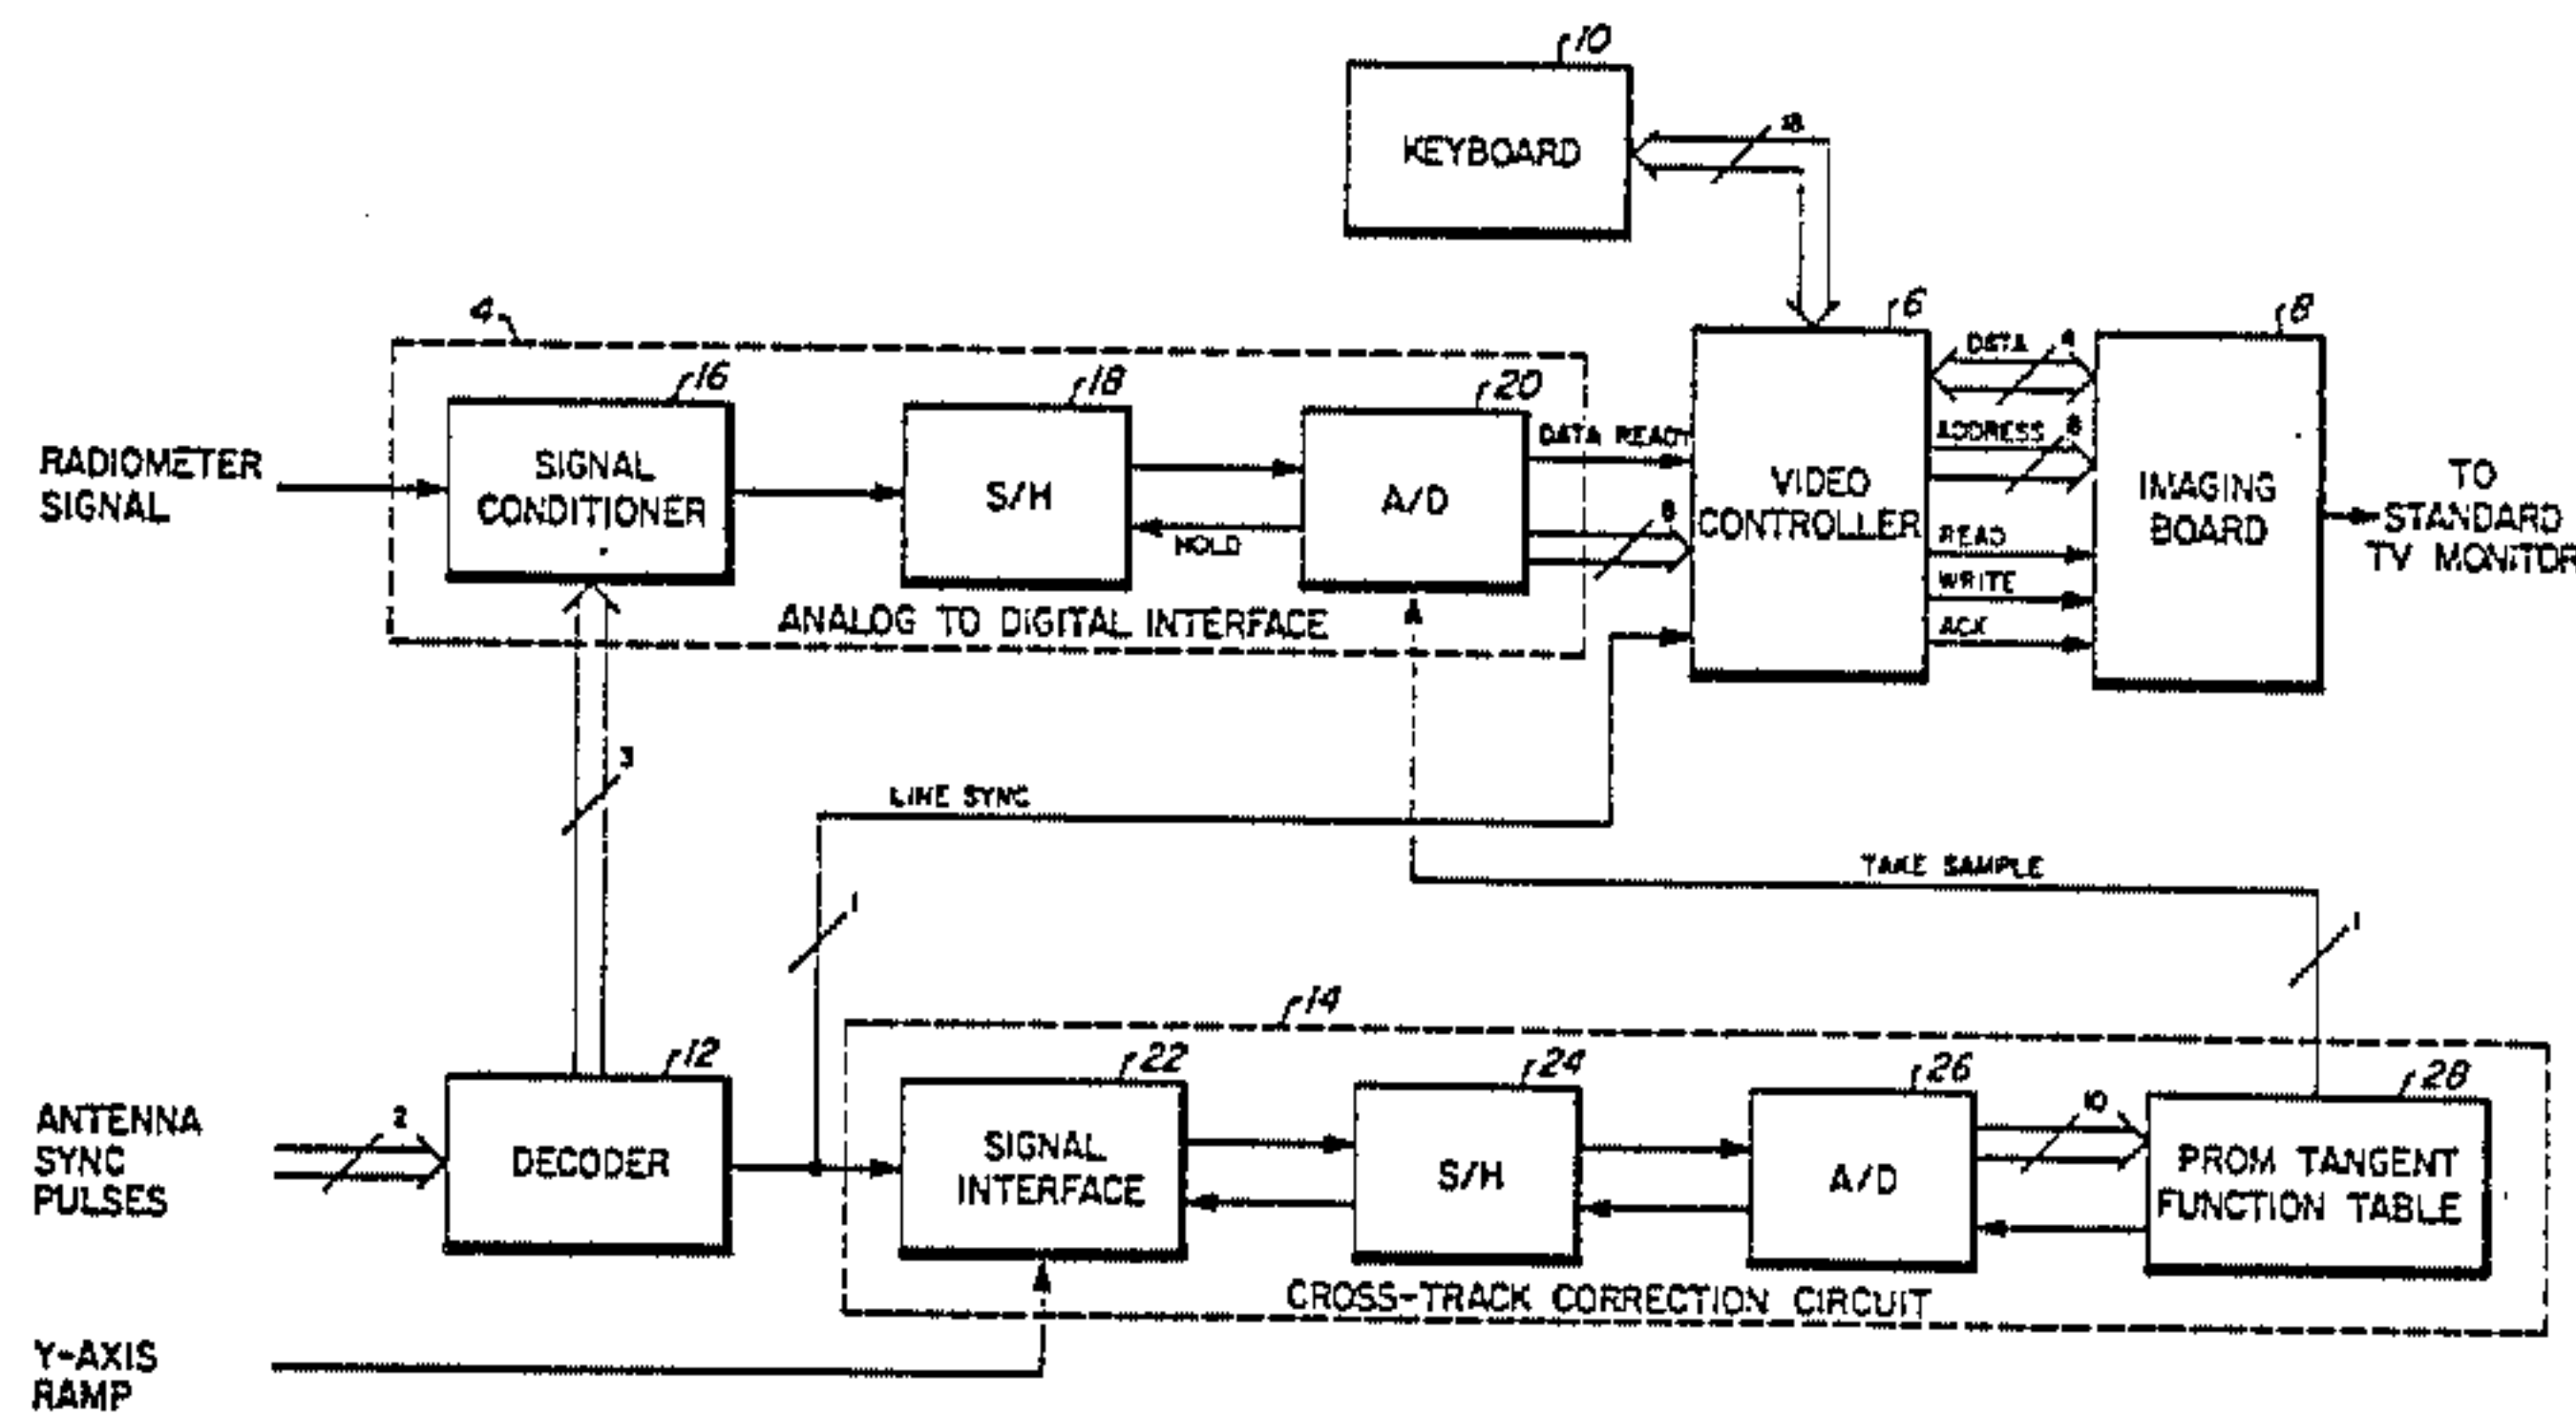 10
KEYBOARD
18
4
16
18
20
6
8
RADIOMETER
SIGNAL
SIGNAL
CONDITIONER
S/H
HOLD
A/D
DATA READY
8
VIDEO
CONTROLLER
DATA
ADDRESS
READ
WRITE
ACK
IMAGING
BOARD
TO
STANDARD
TV MONITOR
ANALOG TO DIGITAL INTERFACE
3
LINE SYNC
TAKE SAMPLE
1
1
14
12
22
24
26
28
ANTENNA
SYNC
PULSES
2
DECODER
SIGNAL
INTERFACE
S/H
A/D
10
PROM TANGENT
FUNCTION TABLE
CROSS-TRACK CORRECTION CIRCUIT
Y-AXIS
RAMP